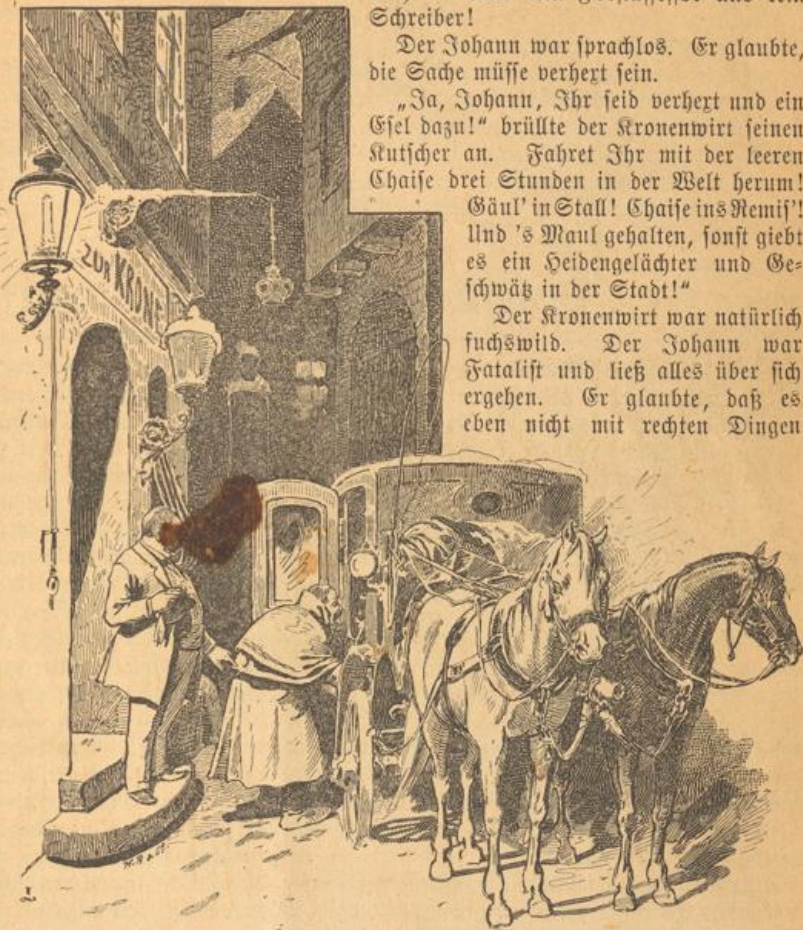 Schreiber!
Der Johann war sprachlos. Er glaubte,
die Sache müsse verhext sein.
„Ja, Johann, Ihr seid verhext und ein
Esel dazu!“ brüllte der Kronenwirt seinen
Kutscher an. Fahret Ihr mit der leeren
Chaise drei Stunden in der Welt herum!
Gäul' in Stall! Chaise ins Remis'!
Und 's Maul gehalten, sonst giebt
es ein Heidengelächter und Ge-
schwätz in der Stadt!“
Der Kronenwirt war natürlich
fuchswild. Der Johann war
Fatalist und ließ alles über sich
ergehen. Er glaubte, daß es
eben nicht mit rechten Dingen
ZUR KRONE